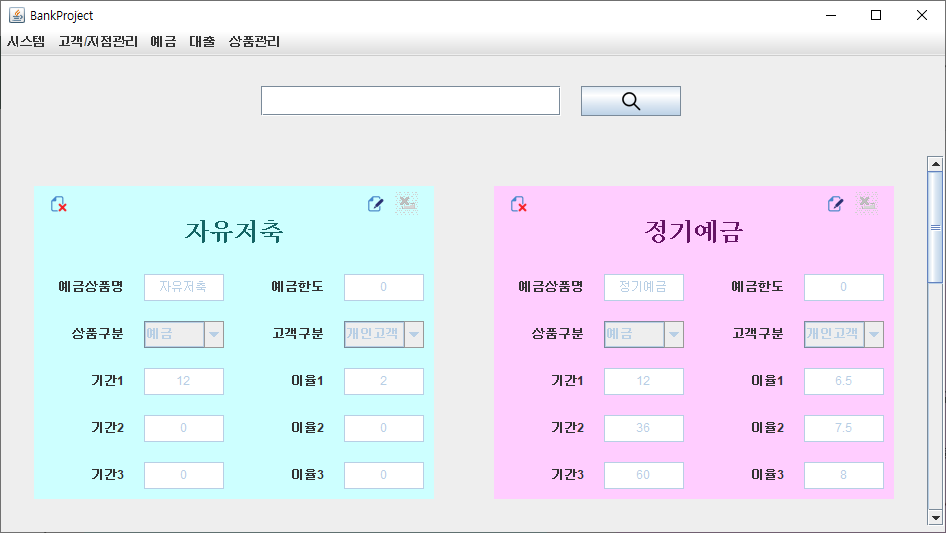 BankProject
시스템 고객/지점관리 예금 대출 상품관리
자유저축
예금상품명 자유저축 예금한도 0
상품구분 예금 고객구분 개인고객
기간1 12 이율1 2
기간2 0 이율2 0
기간3 0 이율3 0
정기예금
예금상품명 정기예금 예금한도 0
상품구분 예금 고객구분 개인고객
기간1 12 이율1 6.5
기간2 36 이율2 7.5
기간3 60 이율3 8